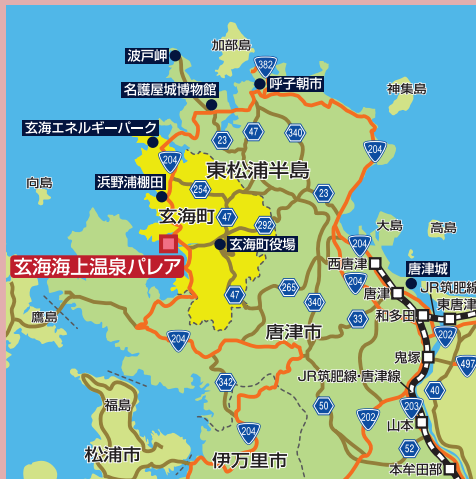 加部島
波戸岬
382
呼子朝市
名護屋城博物館
神集島
玄海エネルギーパーク
23
47
340
204
204
東松浦半島
向島
浜野浦棚田
254
23
玄海町
47
292
大島
高島
玄海町役場
204
西唐津
唐津城
玄海海上温泉パレア
JR筑肥線
204
東唐津
265
唐津
47
340
鷹島
33
和多田
202
204
唐津市
鬼塚
497
342
JR筑肥線・唐津線
40
福島
50
202
203
山本
204
松浦市
伊万里市
52
本牟田部